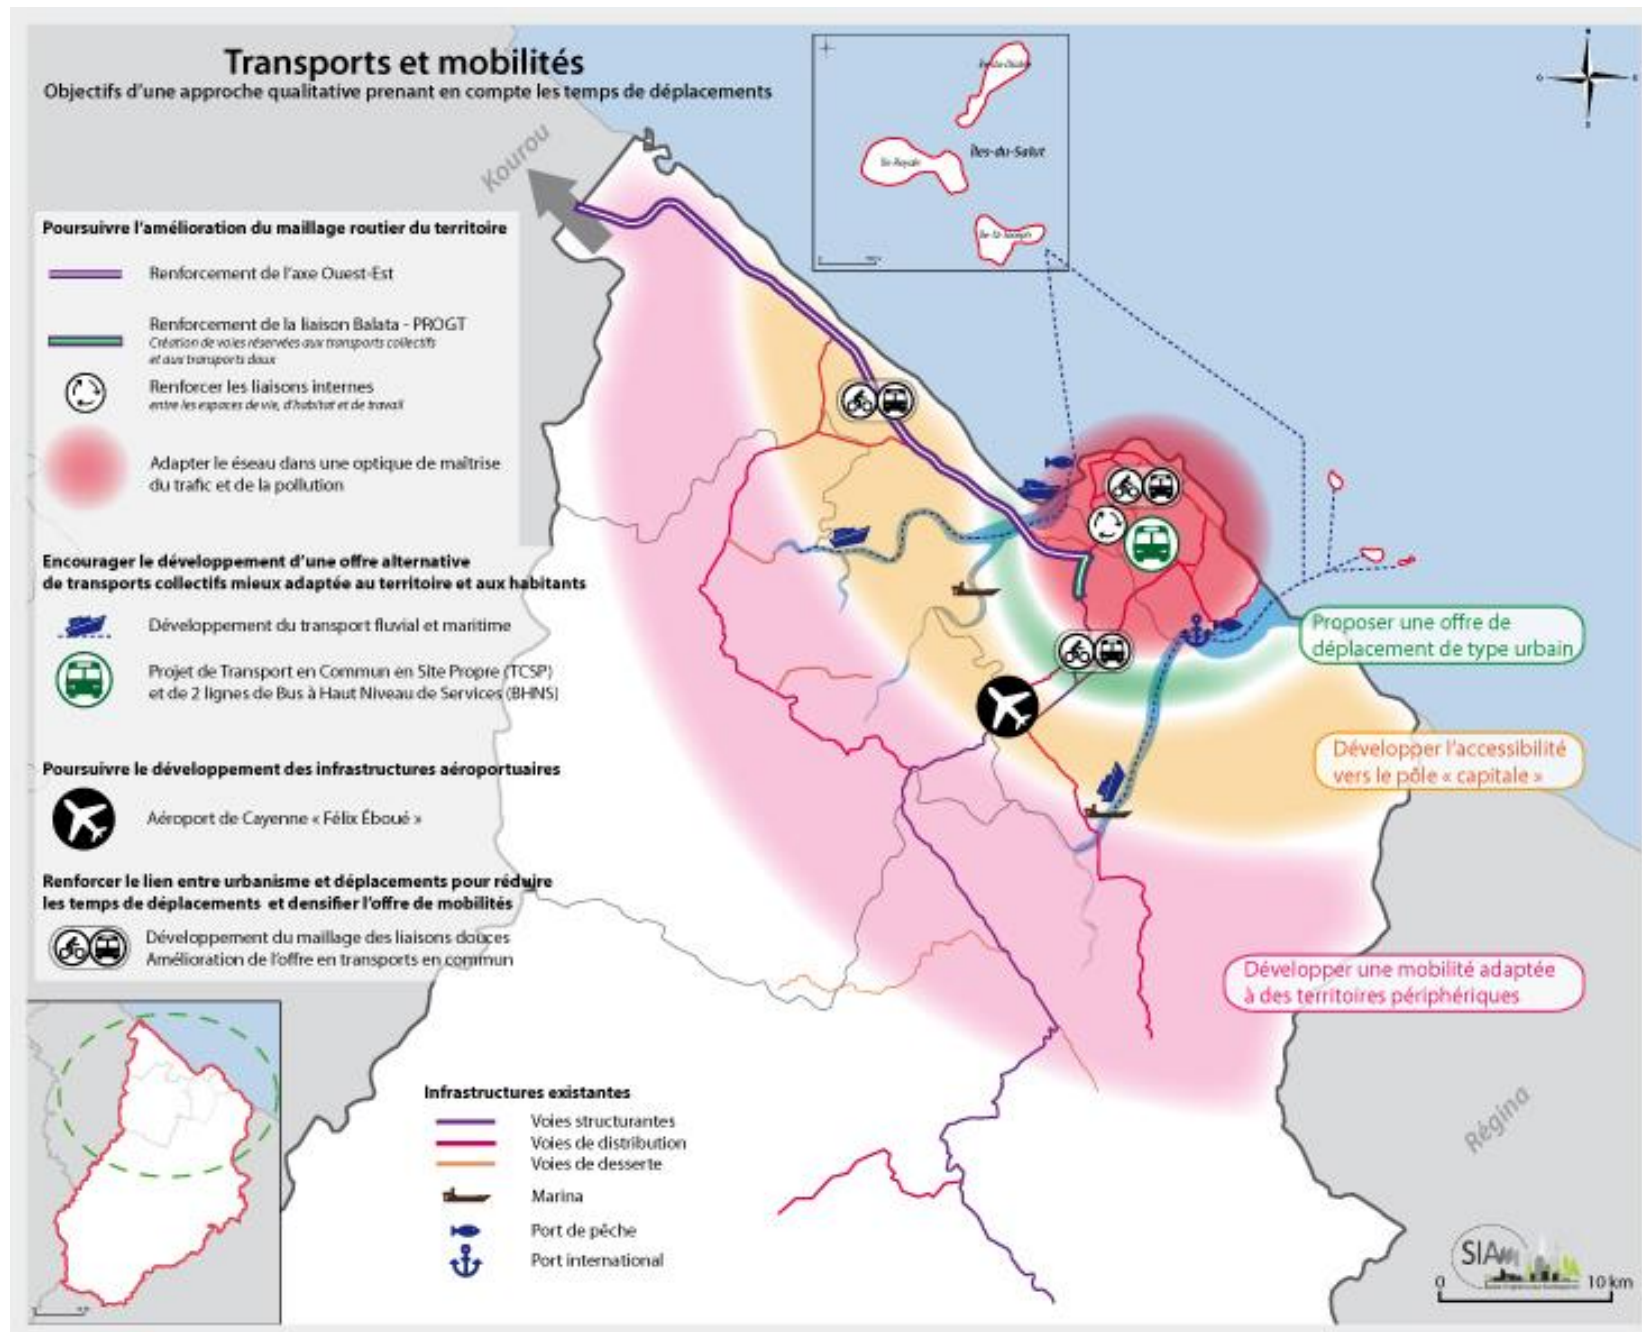 Transports et mobilités
Objectifs d'une approche qualitative prenant en compte les temps de déplacements
Kourou
Île-du-Diable
Île-Royale
Îles-du-Salut
Île-St-Joseph
Poursuivre l'amélioration du maillage routier du territoire
Renforcement de l'axe Ouest-Est
Renforcement de la liaison Balata - PROGT
Création de voies réservées aux transports collectifs
et aux transports doux
Renforcer les liaisons internes
entre les espaces de vie, d'habitat et de travail
Adapter le éseau dans une optique de maîtrise
du trafic et de la pollution
Encourager le développement d'une offre alternative
de transports collectifs mieux adaptée au territoire et aux habitants
Développement du transport fluvial et maritime
Projet de Transport en Commun en Site Propre (TCSP)
et de 2 lignes de Bus à Haut Niveau de Services (BHNS)
Poursuivre le développement des infrastructures aéroportuaires
Aéroport de Cayenne « Félix Éboué »
Renforcer le lien entre urbanisme et déplacements pour réduire
les temps de déplacements et densifier l'offre de mobilités
Développement du maillage des liaisons douces
Amélioration de l'offre en transports en commun
Proposer une offre de
déplacement de type urbain
Développer l'accessibilité
vers le pôle « capitale »
Développer une mobilité adaptée
à des territoires périphériques
Régina
Infrastructures existantes
Voies structurantes
Voies de distribution
Voies de desserte
Marina
Port de pêche
Port international
SIA
0 10 km